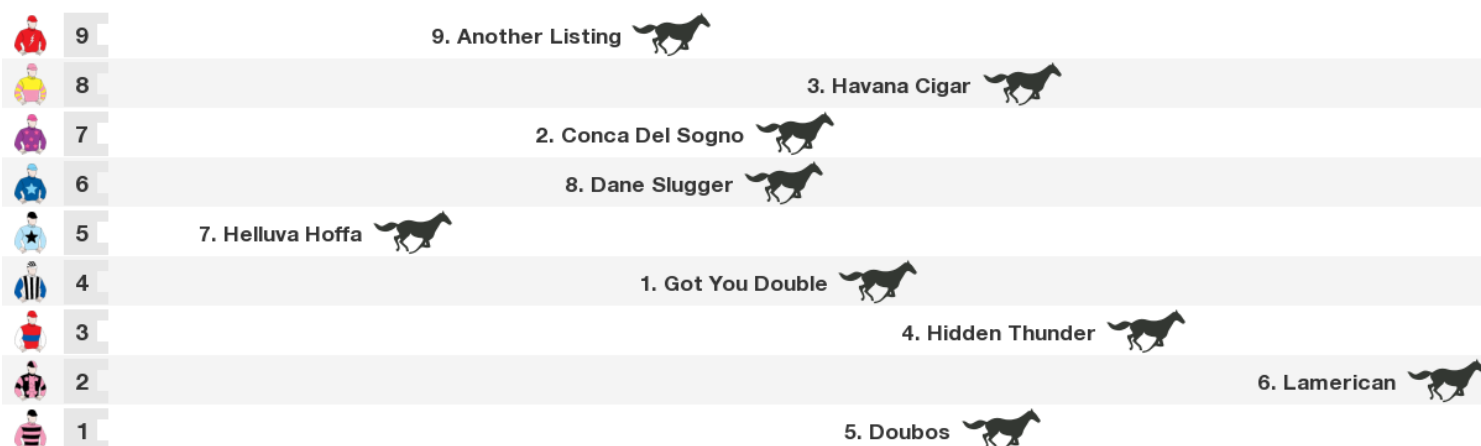 9 9. Another Listing
8 3. Havana Cigar
7 2. Conca Del Sogno
6 8. Dane Slugger
5 7. Helluva Hoffa
4 1. Got You Double
3 4. Hidden Thunder
2 6. Lamerican
1 5. Doubos